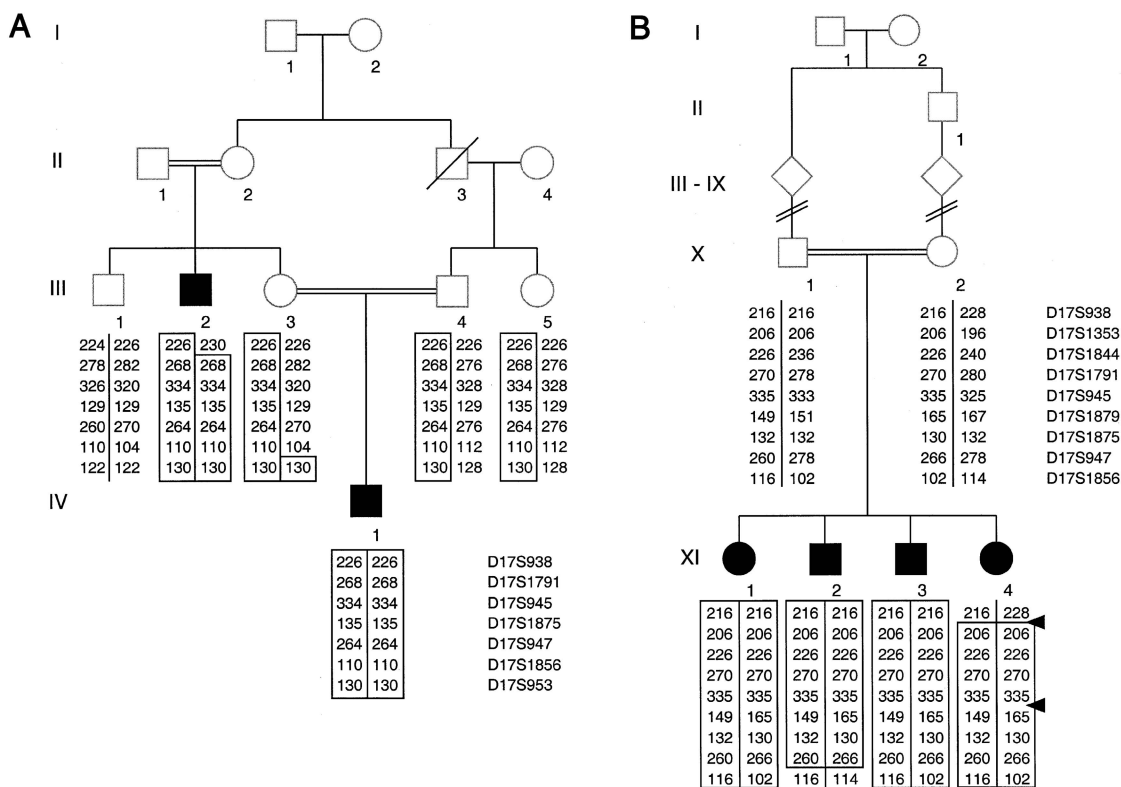 A I
1 2
II
1 2 3 4
III
1 2 3 4 5
224 226 226 230 226 226 226 226 226 226
278 282 268 268 268 282 268 276 268 276
326 320 334 334 334 320 334 328 334 328
129 129 135 135 135 129 135 129 135 129
260 270 264 264 264 270 264 276 264 276
110 104 110 110 110 104 110 112 110 112
122 122 130 130 130 130 130 128 130 128
IV
1
226 226 D17S938
268 268 D17S1791
334 334 D17S945
135 135 D17S1875
264 264 D17S947
110 110 D17S1856
130 130 D17S953
B I
1 2
II
1
III - IX
X
1 2
216 216 216 228 D17S938
206 206 206 196 D17S1353
226 236 226 240 D17S1844
270 278 270 280 D17S1791
335 333 335 325 D17S945
149 151 165 167 D17S1879
132 132 130 132 D17S1875
260 278 266 278 D17S947
116 102 102 114 D17S1856
XI
1 2 3 4
216 216 216 216 216 216 216 228
206 206 206 206 206 206 206 206
226 226 226 226 226 226 226 226
270 270 270 270 270 270 270 270
335 335 335 335 335 335 335 335
149 165 149 165 149 165 149 165
132 130 132 130 132 130 132 130
260 266 260 266 260 266 260 266
116 102 116 114 116 102 116 102